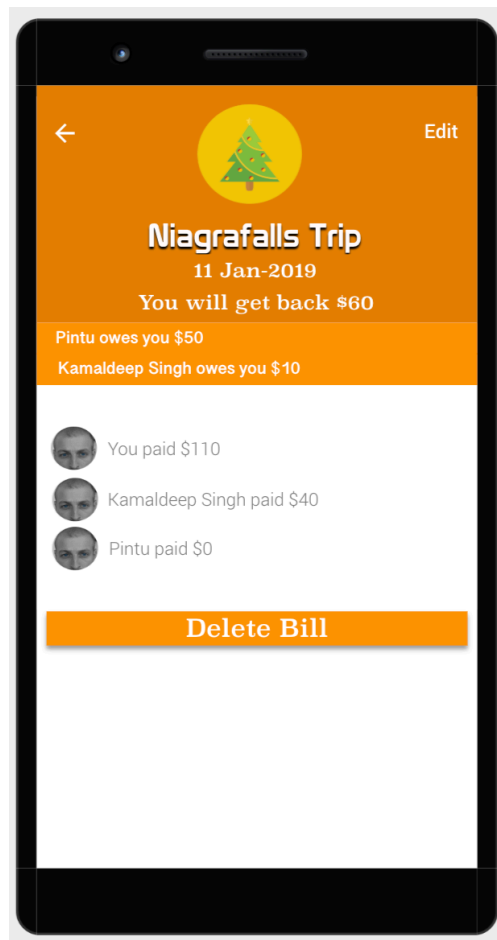 Edit
Niagrafalls Trip
11 Jan-2019
You will get back $60
Pintu owes you $50
Kamaldeep Singh owes you $10
You paid $110
Kamaldeep Singh paid $40
Pintu paid $0
Delete Bill